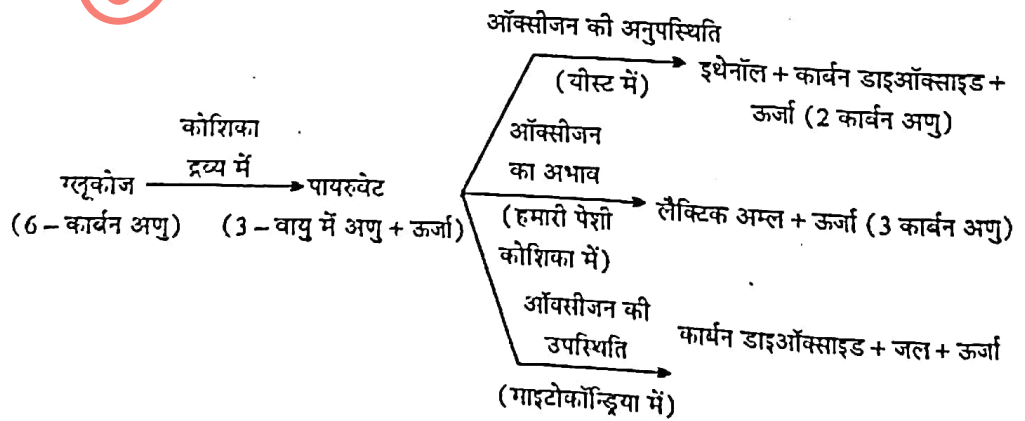 ऑक्सीजन की अनुपस्थिति
(यीस्ट में)
इथेनॉल + कार्बन डाइऑक्साइड +
ऊर्जा (2 कार्बन अणु)
कोशिका
द्रव्य में
ग्लूकोज
पायरुवेट
(6 – कार्बन अणु)
(3 – वायु में अणु + ऊर्जा)
ऑक्सीजन
का अभाव
(हमारी पेशी
कोशिका में)
लैक्टिक अम्ल + ऊर्जा (3 कार्बन अणु)
ऑक्सीजन की
उपस्थिति
(माइटोकॉन्ड्रिया में)
कार्बन डाइऑक्साइड + जल + ऊर्जा